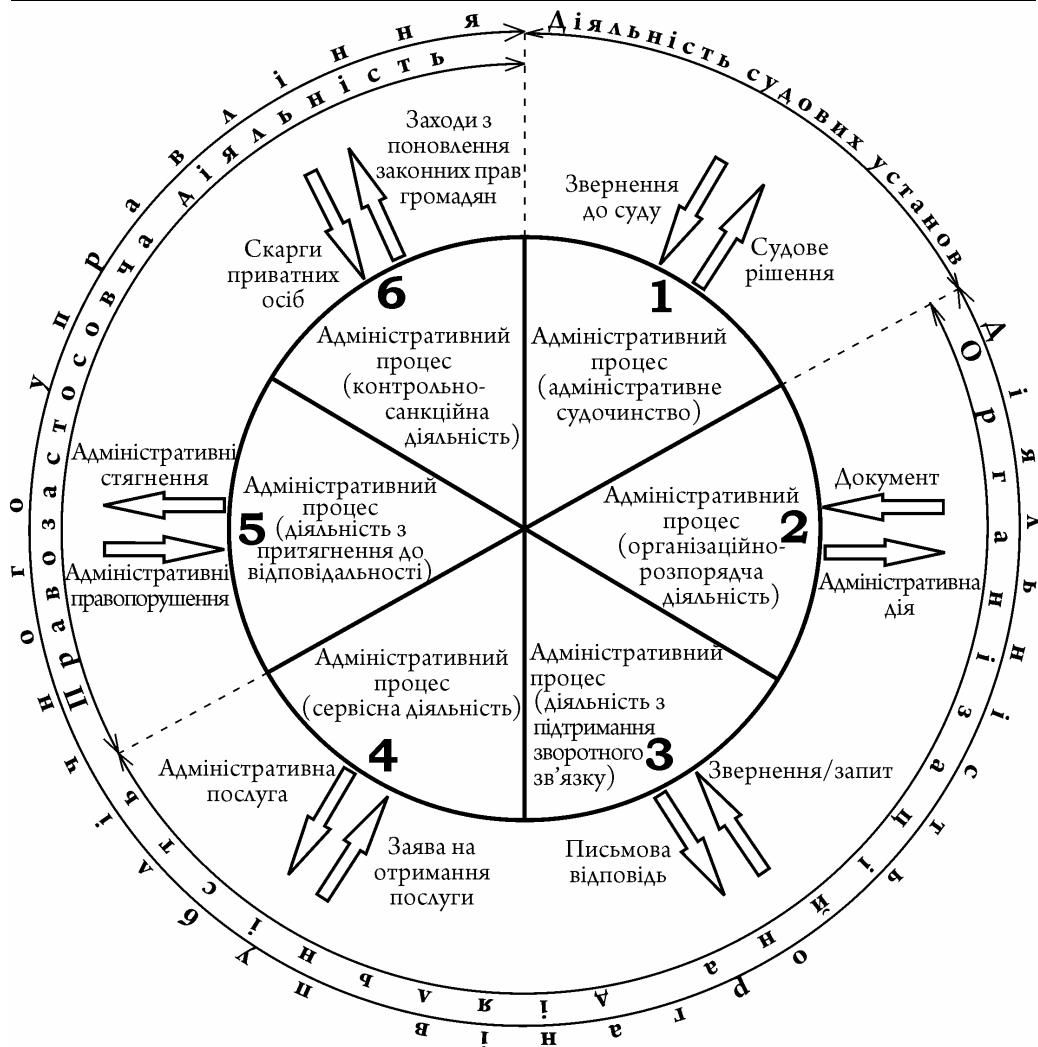 Діяльність судових установ
Діяльність органів публічного управління
Організаційна діяльність
Правозастосовча діяльність
Звернення
до суду
Судове
рішення
1
Адміністративний
процес
(адміністративне
судочинство)
Документ
Адміністративна
дія
2
Адміністративний
процес
(організаційно-
розпорядча
діяльність)
Звернення/запит
Письмова
відповідь
3
Адміністративний
процес
(діяльність з
підтримання
зворотного
зв’язку)
Адміністративна
послуга
Заява на
отримання
послуги
4
Адміністративний
процес
(сервісна діяльність)
Адміністративні
стягнення
Адміністративні
правопорушення
5
Адміністративний
процес
(діяльність з
притягнення до
відповідальності)
Заходи з
поновлення
законних прав
громадян
Скарги
приватних
осіб
6
Адміністративний
процес
(контрольно-
санкційна
діяльність)